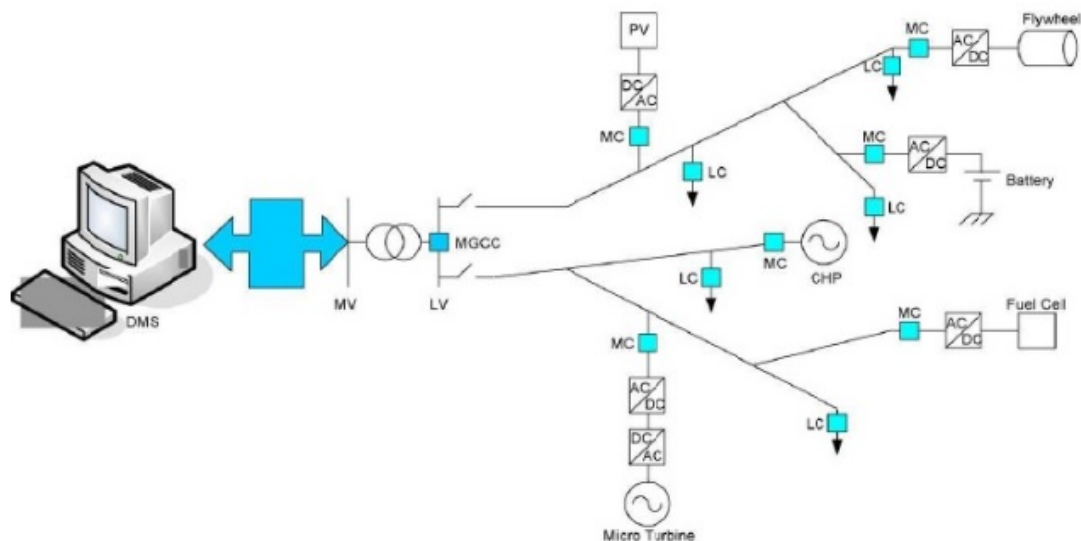 PV
Flywheel
MC
AC
DC
LC
DC
AC
MC
MC
AC
DC
LC
Battery
LC
MGCC
CHP
MC
LC
DMS
MV
LV
Fuel Cell
MC
AC
DC
MC
AC
DC
LC
DC
AC
Micro Turbine